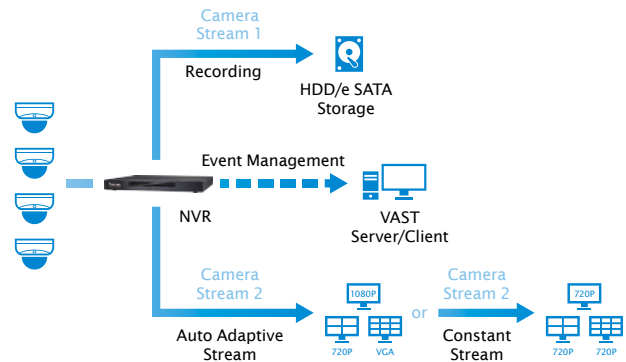 Camera
Stream 1
Recording
HDD/e SATA
Storage
Event Management
NVR
VAST
Server/Client
Camera
Stream 2
Auto Adaptive
Stream
1080P
720P
VGA
or
Camera
Stream 2
Constant
Stream
720P
720P
720P